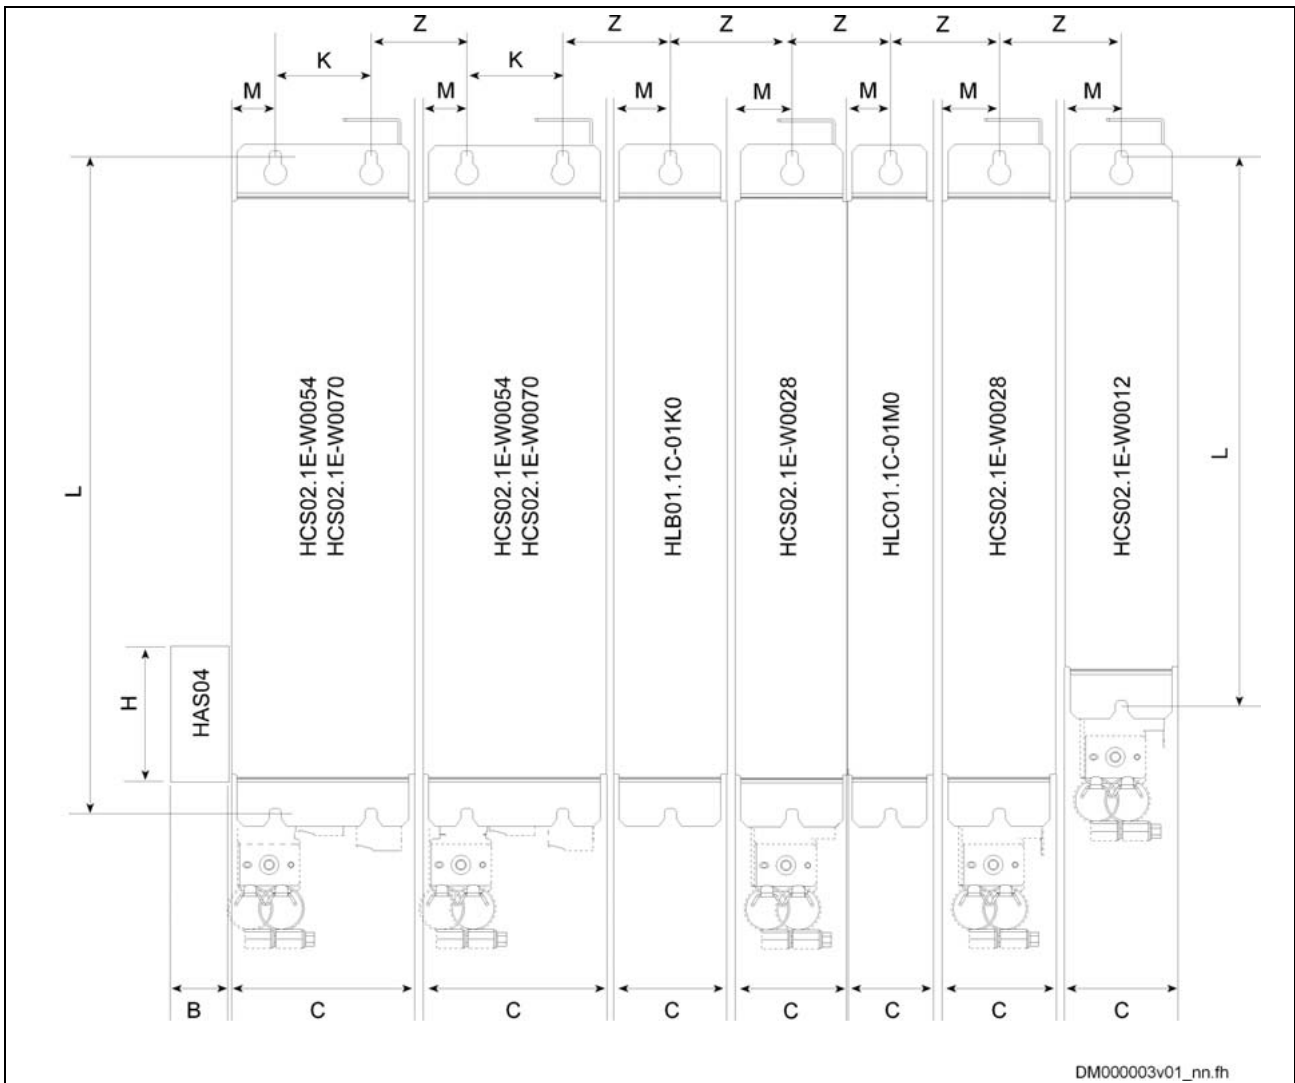 Z
Z
Z
Z
Z
Z
K
K
M
M
M
M
M
M
M
L
L
HCS02.1E-W0054
HCS02.1E-W0070
HCS02.1E-W0054
HCS02.1E-W0070
HLB01.1C-01K0
HCS02.1E-W0028
HLC01.1C-01M0
HCS02.1E-W0028
HCS02.1E-W0012
H
HAS04
B
C
C
C
C
C
C
C
DM000003v01_nn.fh